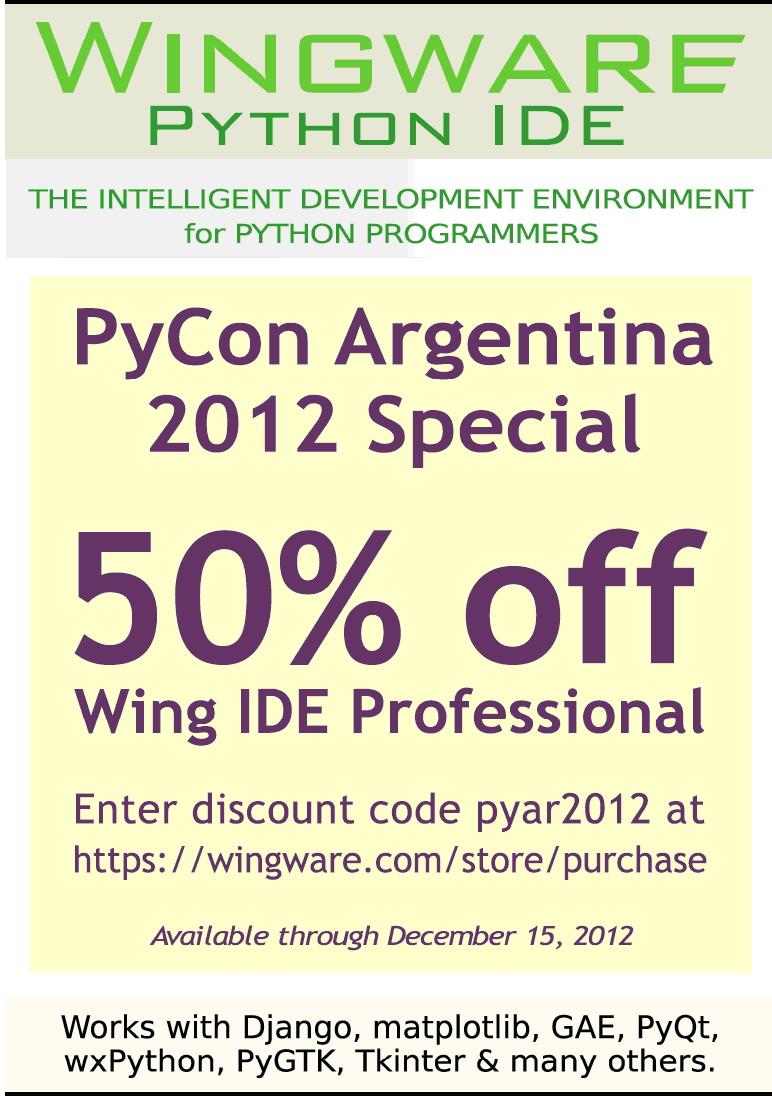 WINGWARE
PYTHON IDE
THE INTELLIGENT DEVELOPMENT ENVIRONMENT
for PYTHON PROGRAMMERS
PyCon Argentina
2012 Special
50% off
Wing IDE Professional
Enter discount code pyar2012 at
https://wingware.com/store/purchase
Available through December 15, 2012
Works with Django, matplotlib, GAE, PyQt,
wxPython, PyGTK, Tkinter & many others.